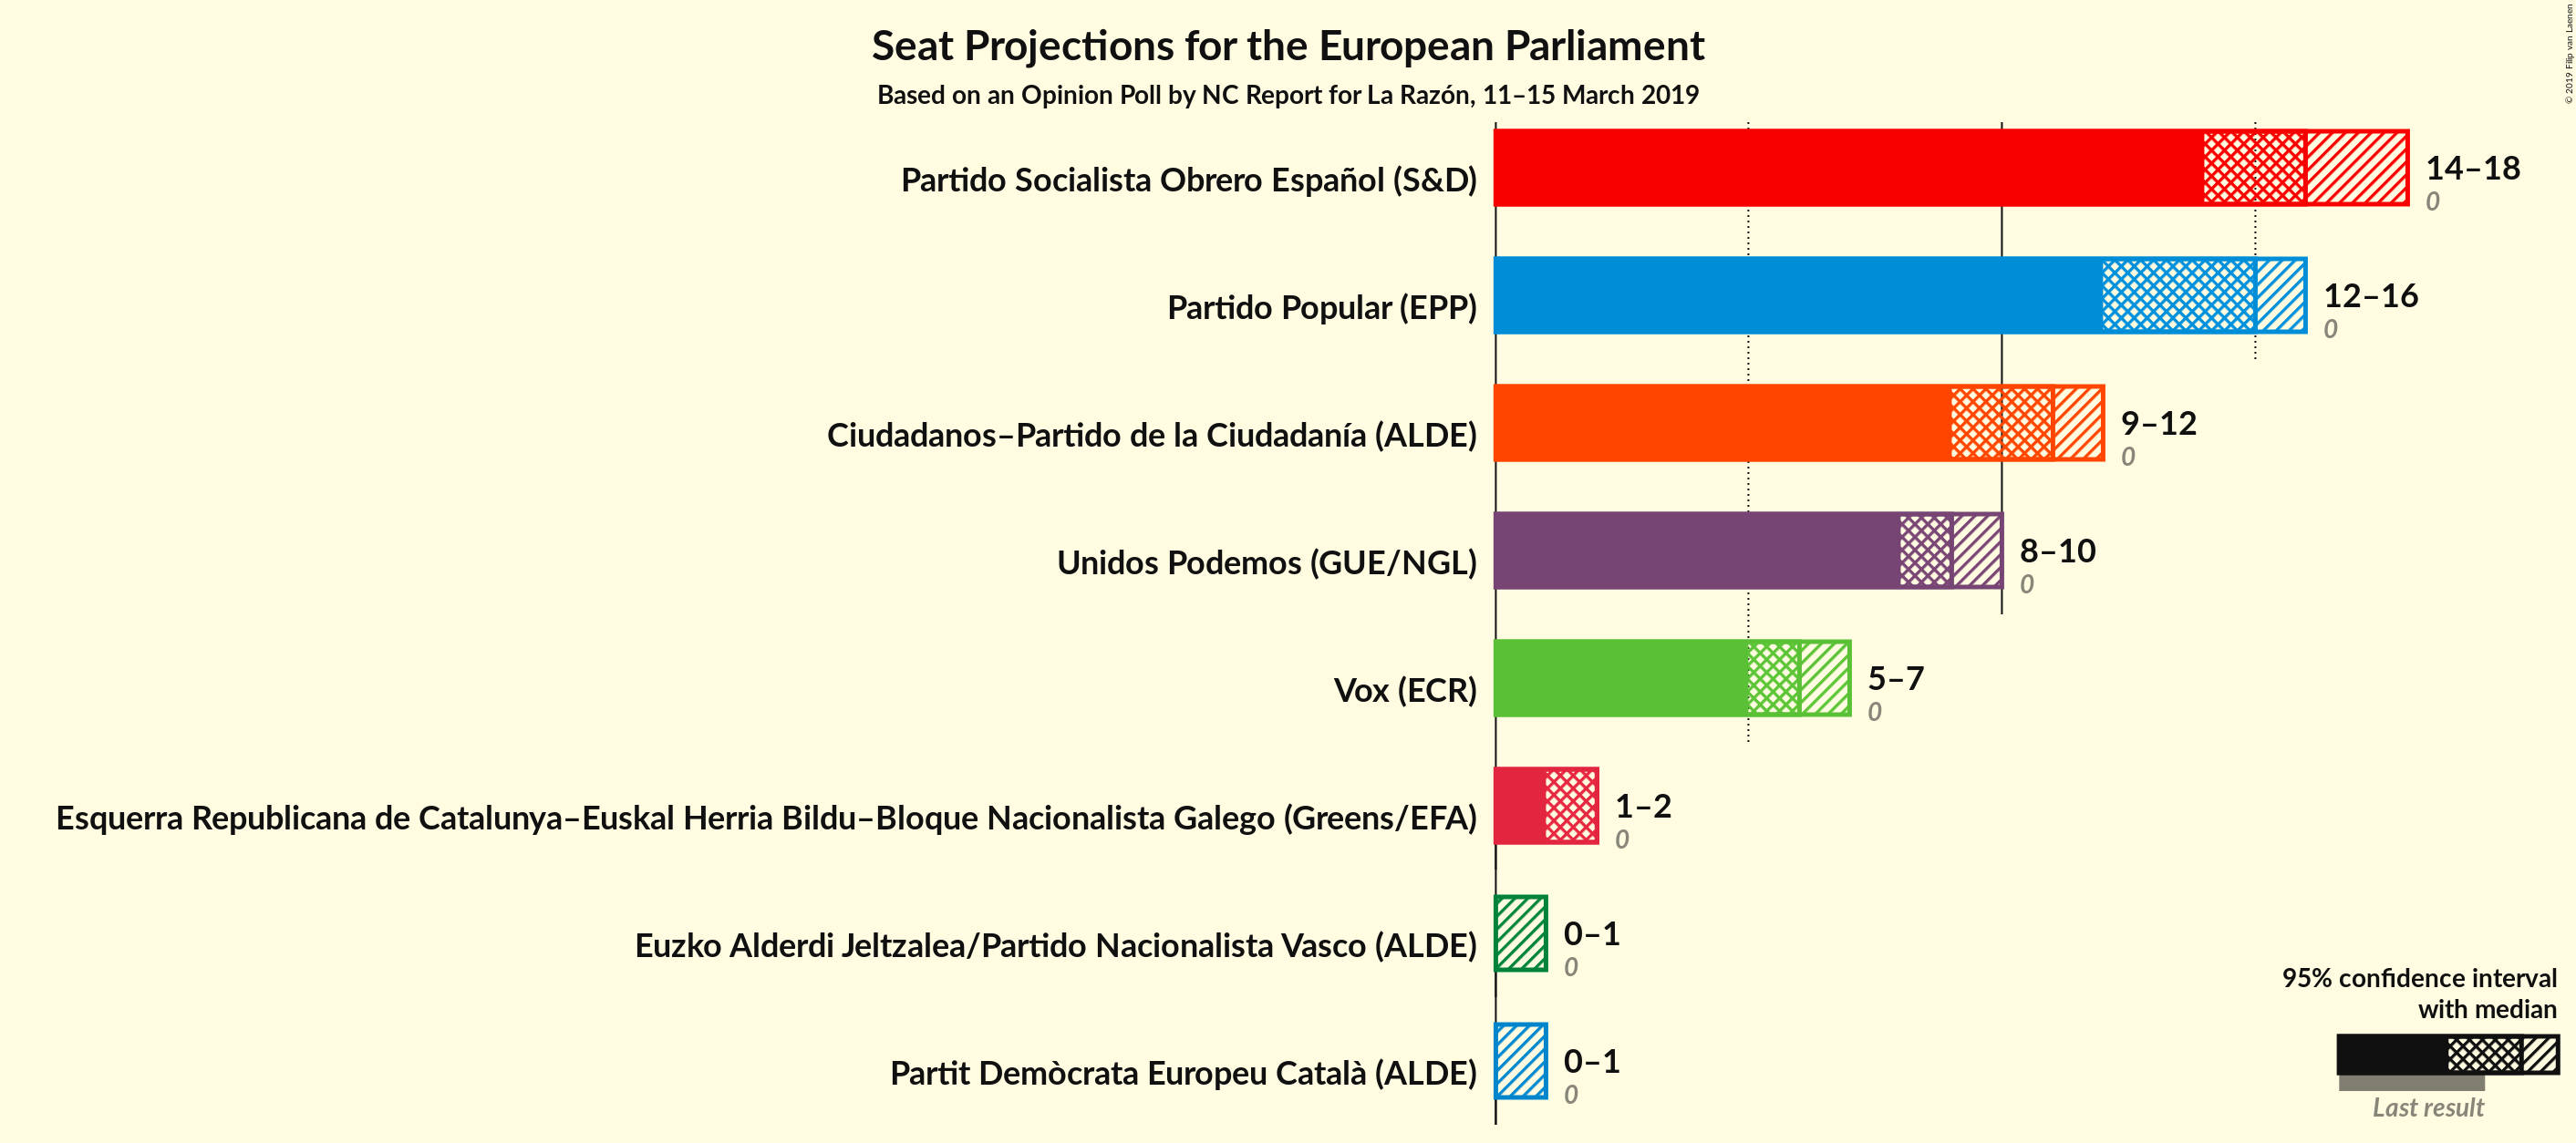 Seat Projections for the European Parliament
Based on an Opinion Poll by NC Report for La Razón, 11–15 March 2019
© 2019 Filip van Laenen
Partido Socialista Obrero Español (S&D)
14–18
0
Partido Popular (EPP)
12–16
0
Ciudadanos–Partido de la Ciudadanía (ALDE)
9–12
0
Unidos Podemos (GUE/NGL)
8–10
0
Vox (ECR)
5–7
0
Esquerra Republicana de Catalunya–Euskal Herria Bildu–Bloque Nacionalista Galego (Greens/EFA)
1–2
0
Euzko Alderdi Jeltzalea/Partido Nacionalista Vasco (ALDE)
0–1
0
Partit Demòcrata Europeu Català (ALDE)
0–1
0
95% confidence interval
with median
Last result